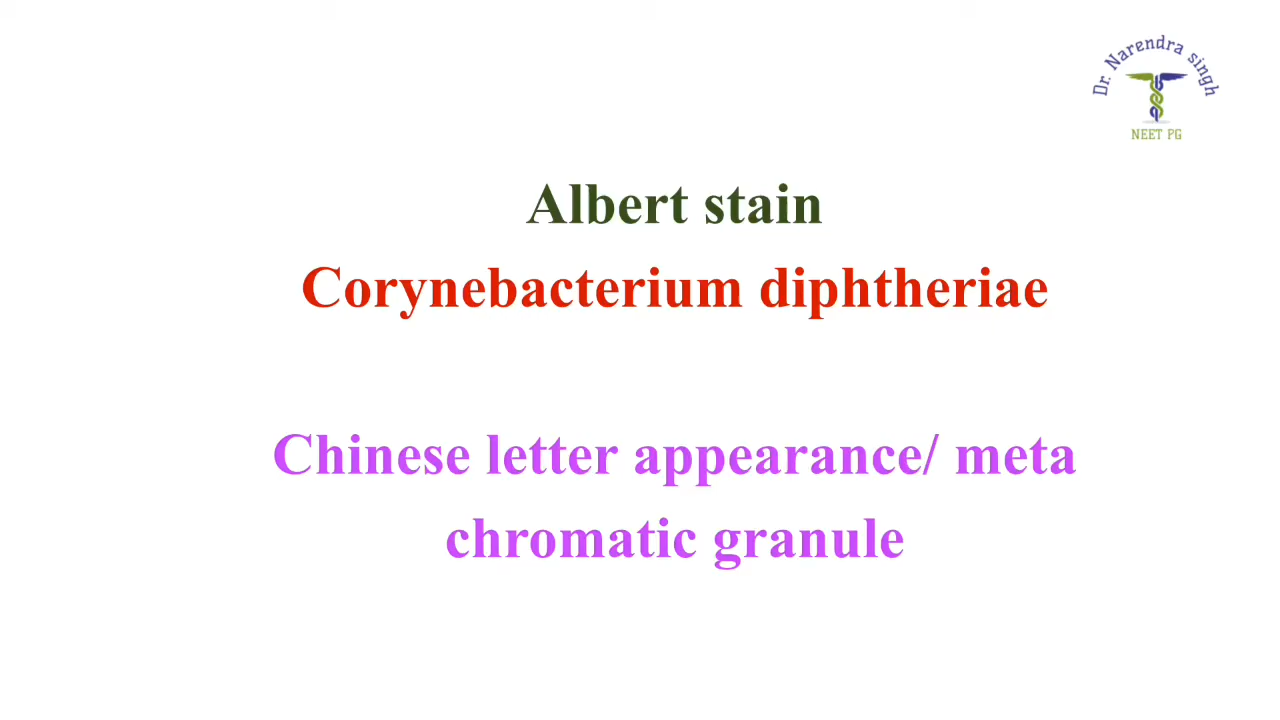 Dr. Narendra singh
NEET PG
Albert stain
Corynebacterium diphtheriae
Chinese letter appearance/ meta
chromatic granule